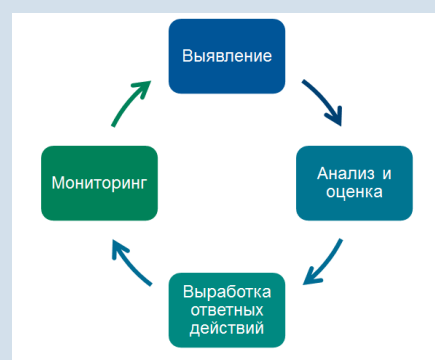 Выявление
Анализ и
оценка
Выработка
ответных
действий
Мониторинг